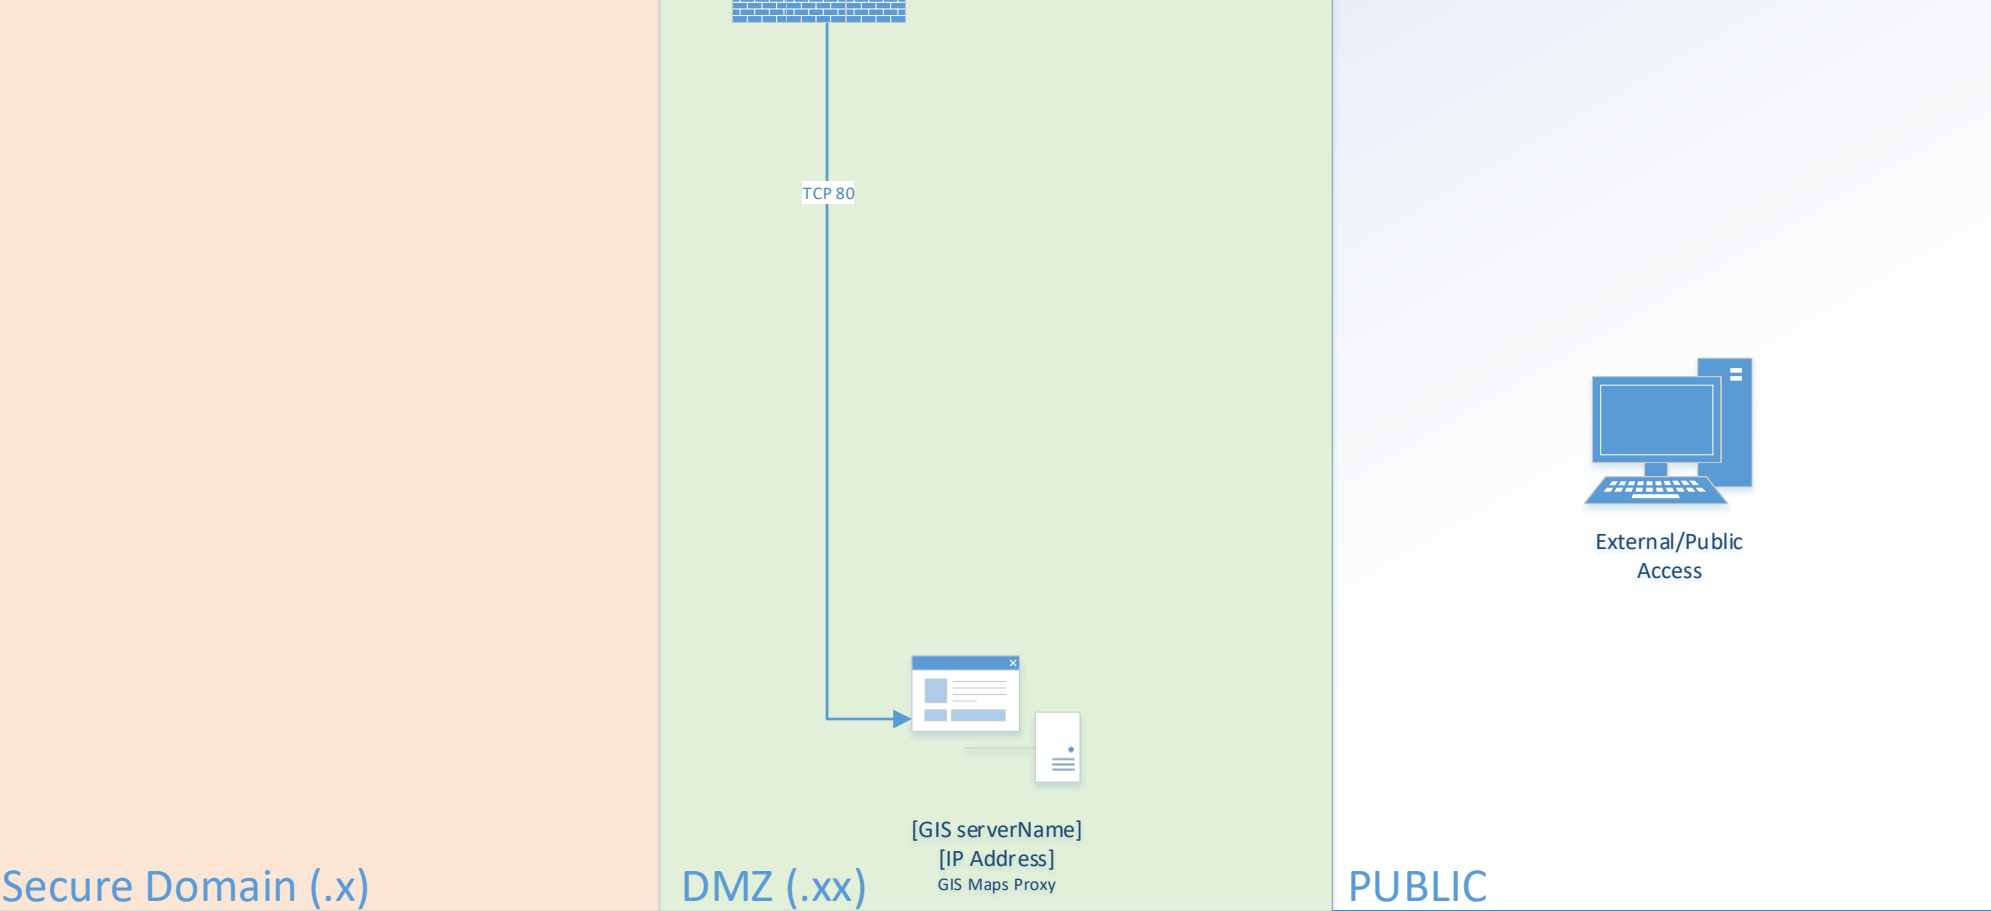 TCP 80
External/Public
Access
[GIS serverName]
[IP Address]
GIS Maps Proxy
Secure Domain (.x)
DMZ (.xx)
PUBLIC